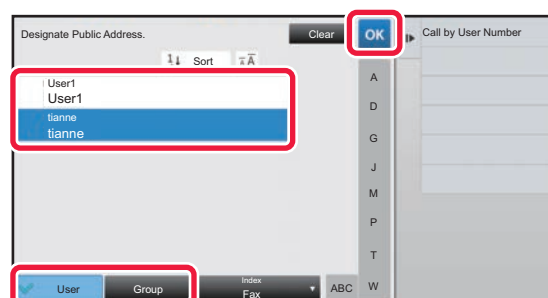 Designate Public Address.
Clear
OK
Call by User Number
Sort
A
User1
User1
tianne
tianne
A
D
G
J
M
P
T
W
User
Group
Index
Fax
ABC